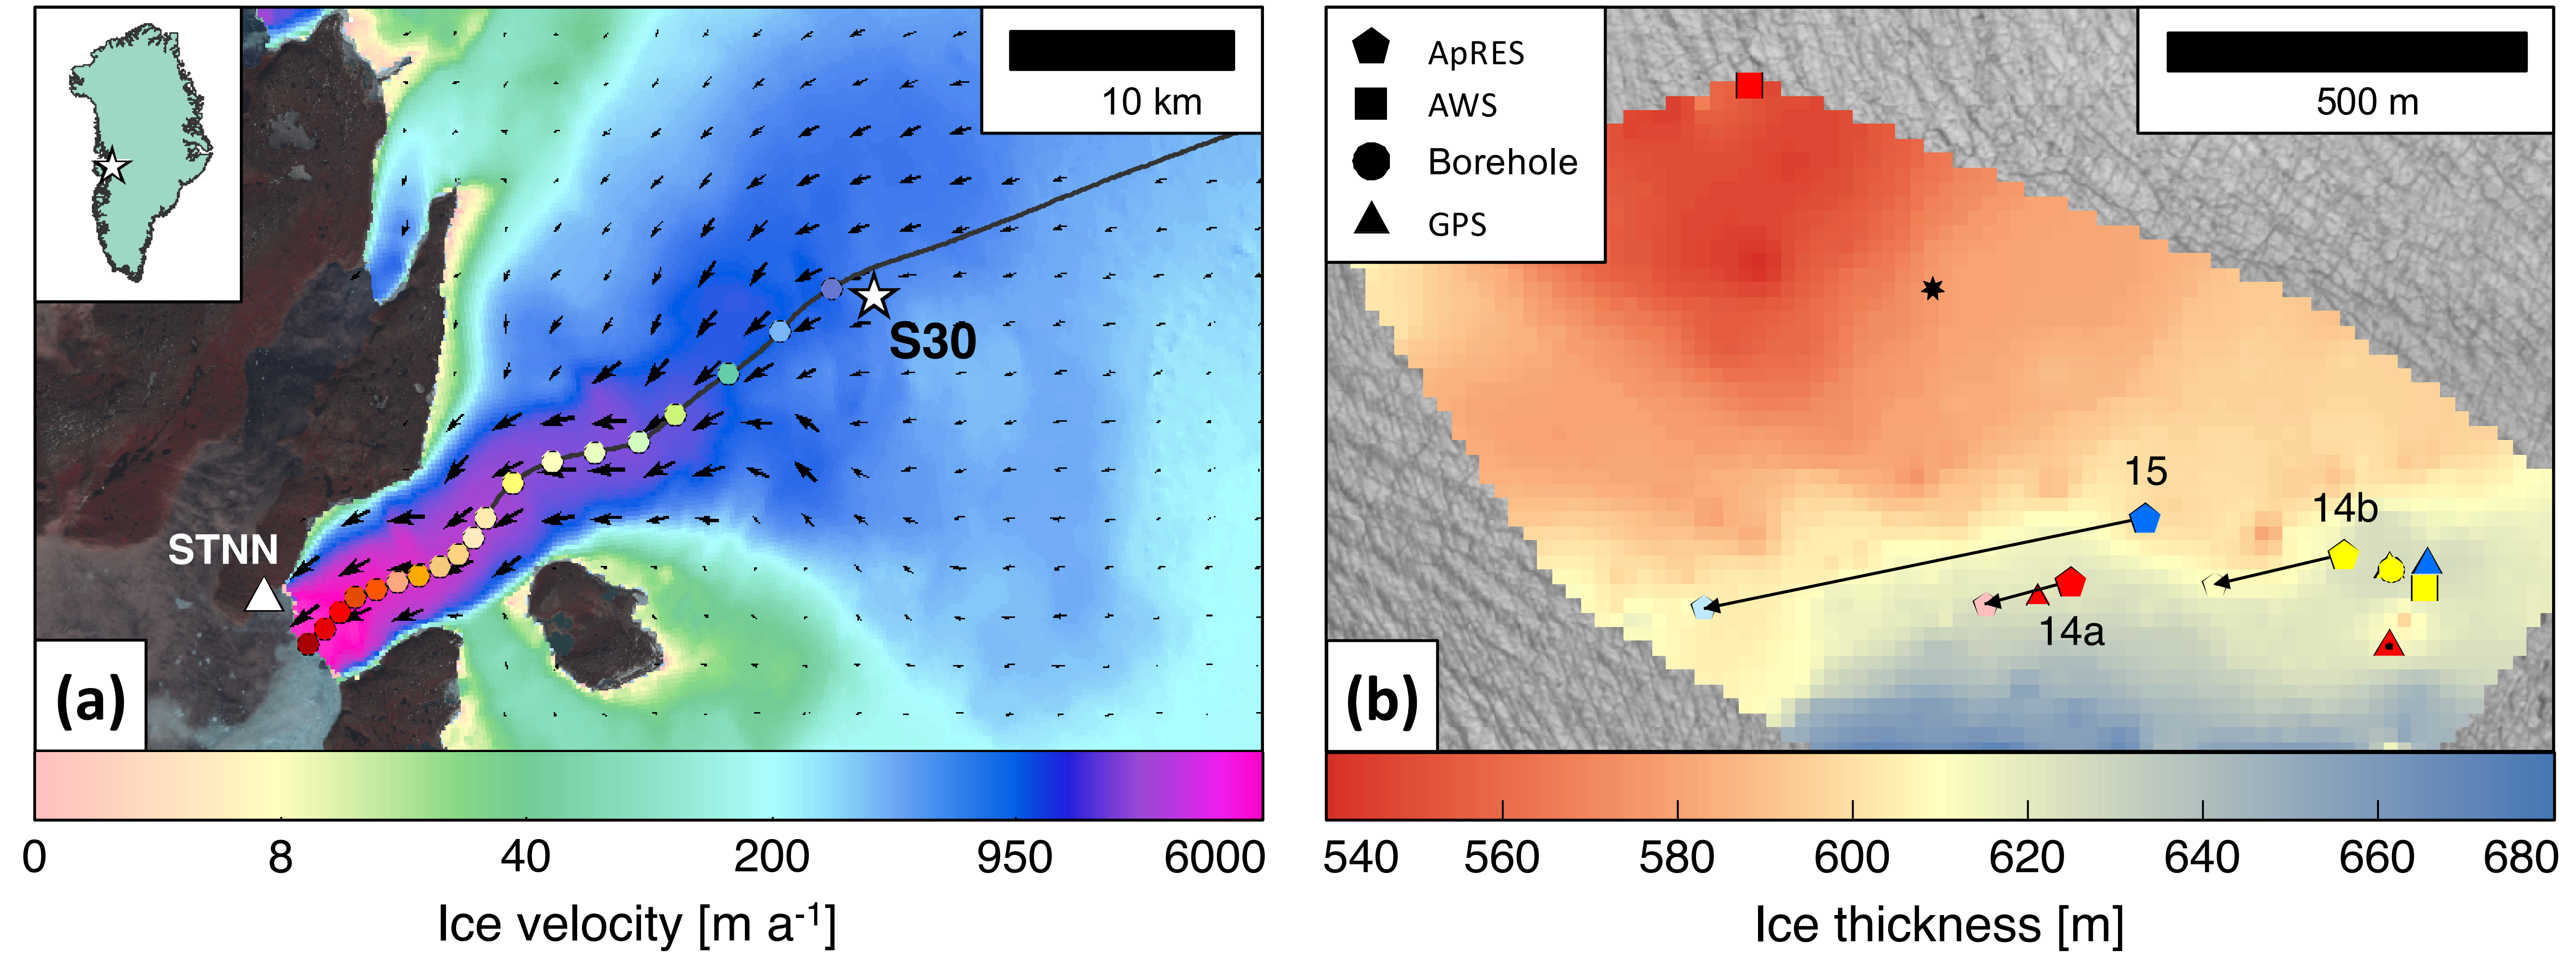 10 km
S30
STNN
(a)
0 8 40 200 950 6000
Ice velocity [m a-1]
ApRES
AWS
Borehole
GPS
500 m
15
14b
14a
(b)
540 560 580 600 620 640 660 680
Ice thickness [m]